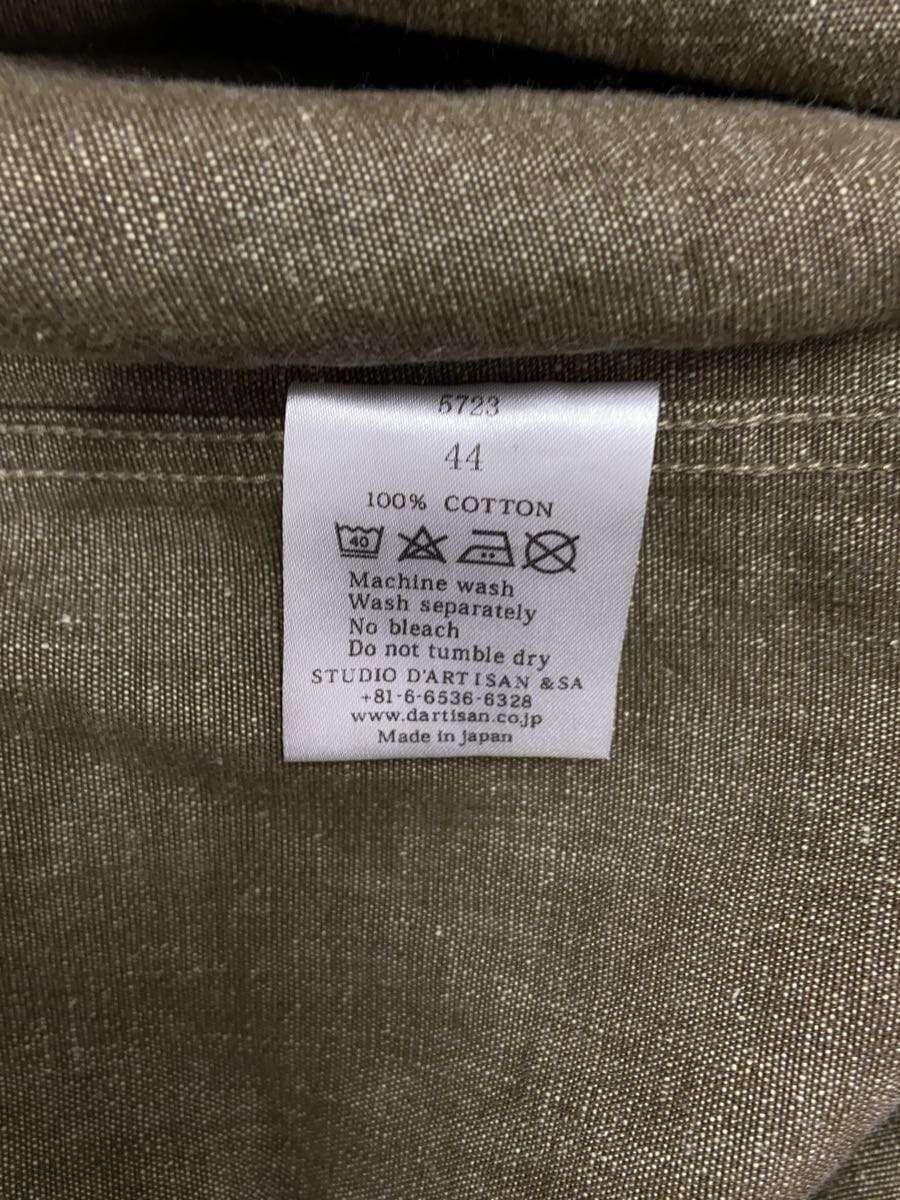 5723
44
100% COTTON
40
Machine wash
Wash separately
No bleach
Do not tumble dry
STUDIO D'ARTISAN &SA
+81-6-6536-6328
www.dartisan.co.jp
Made in Japan